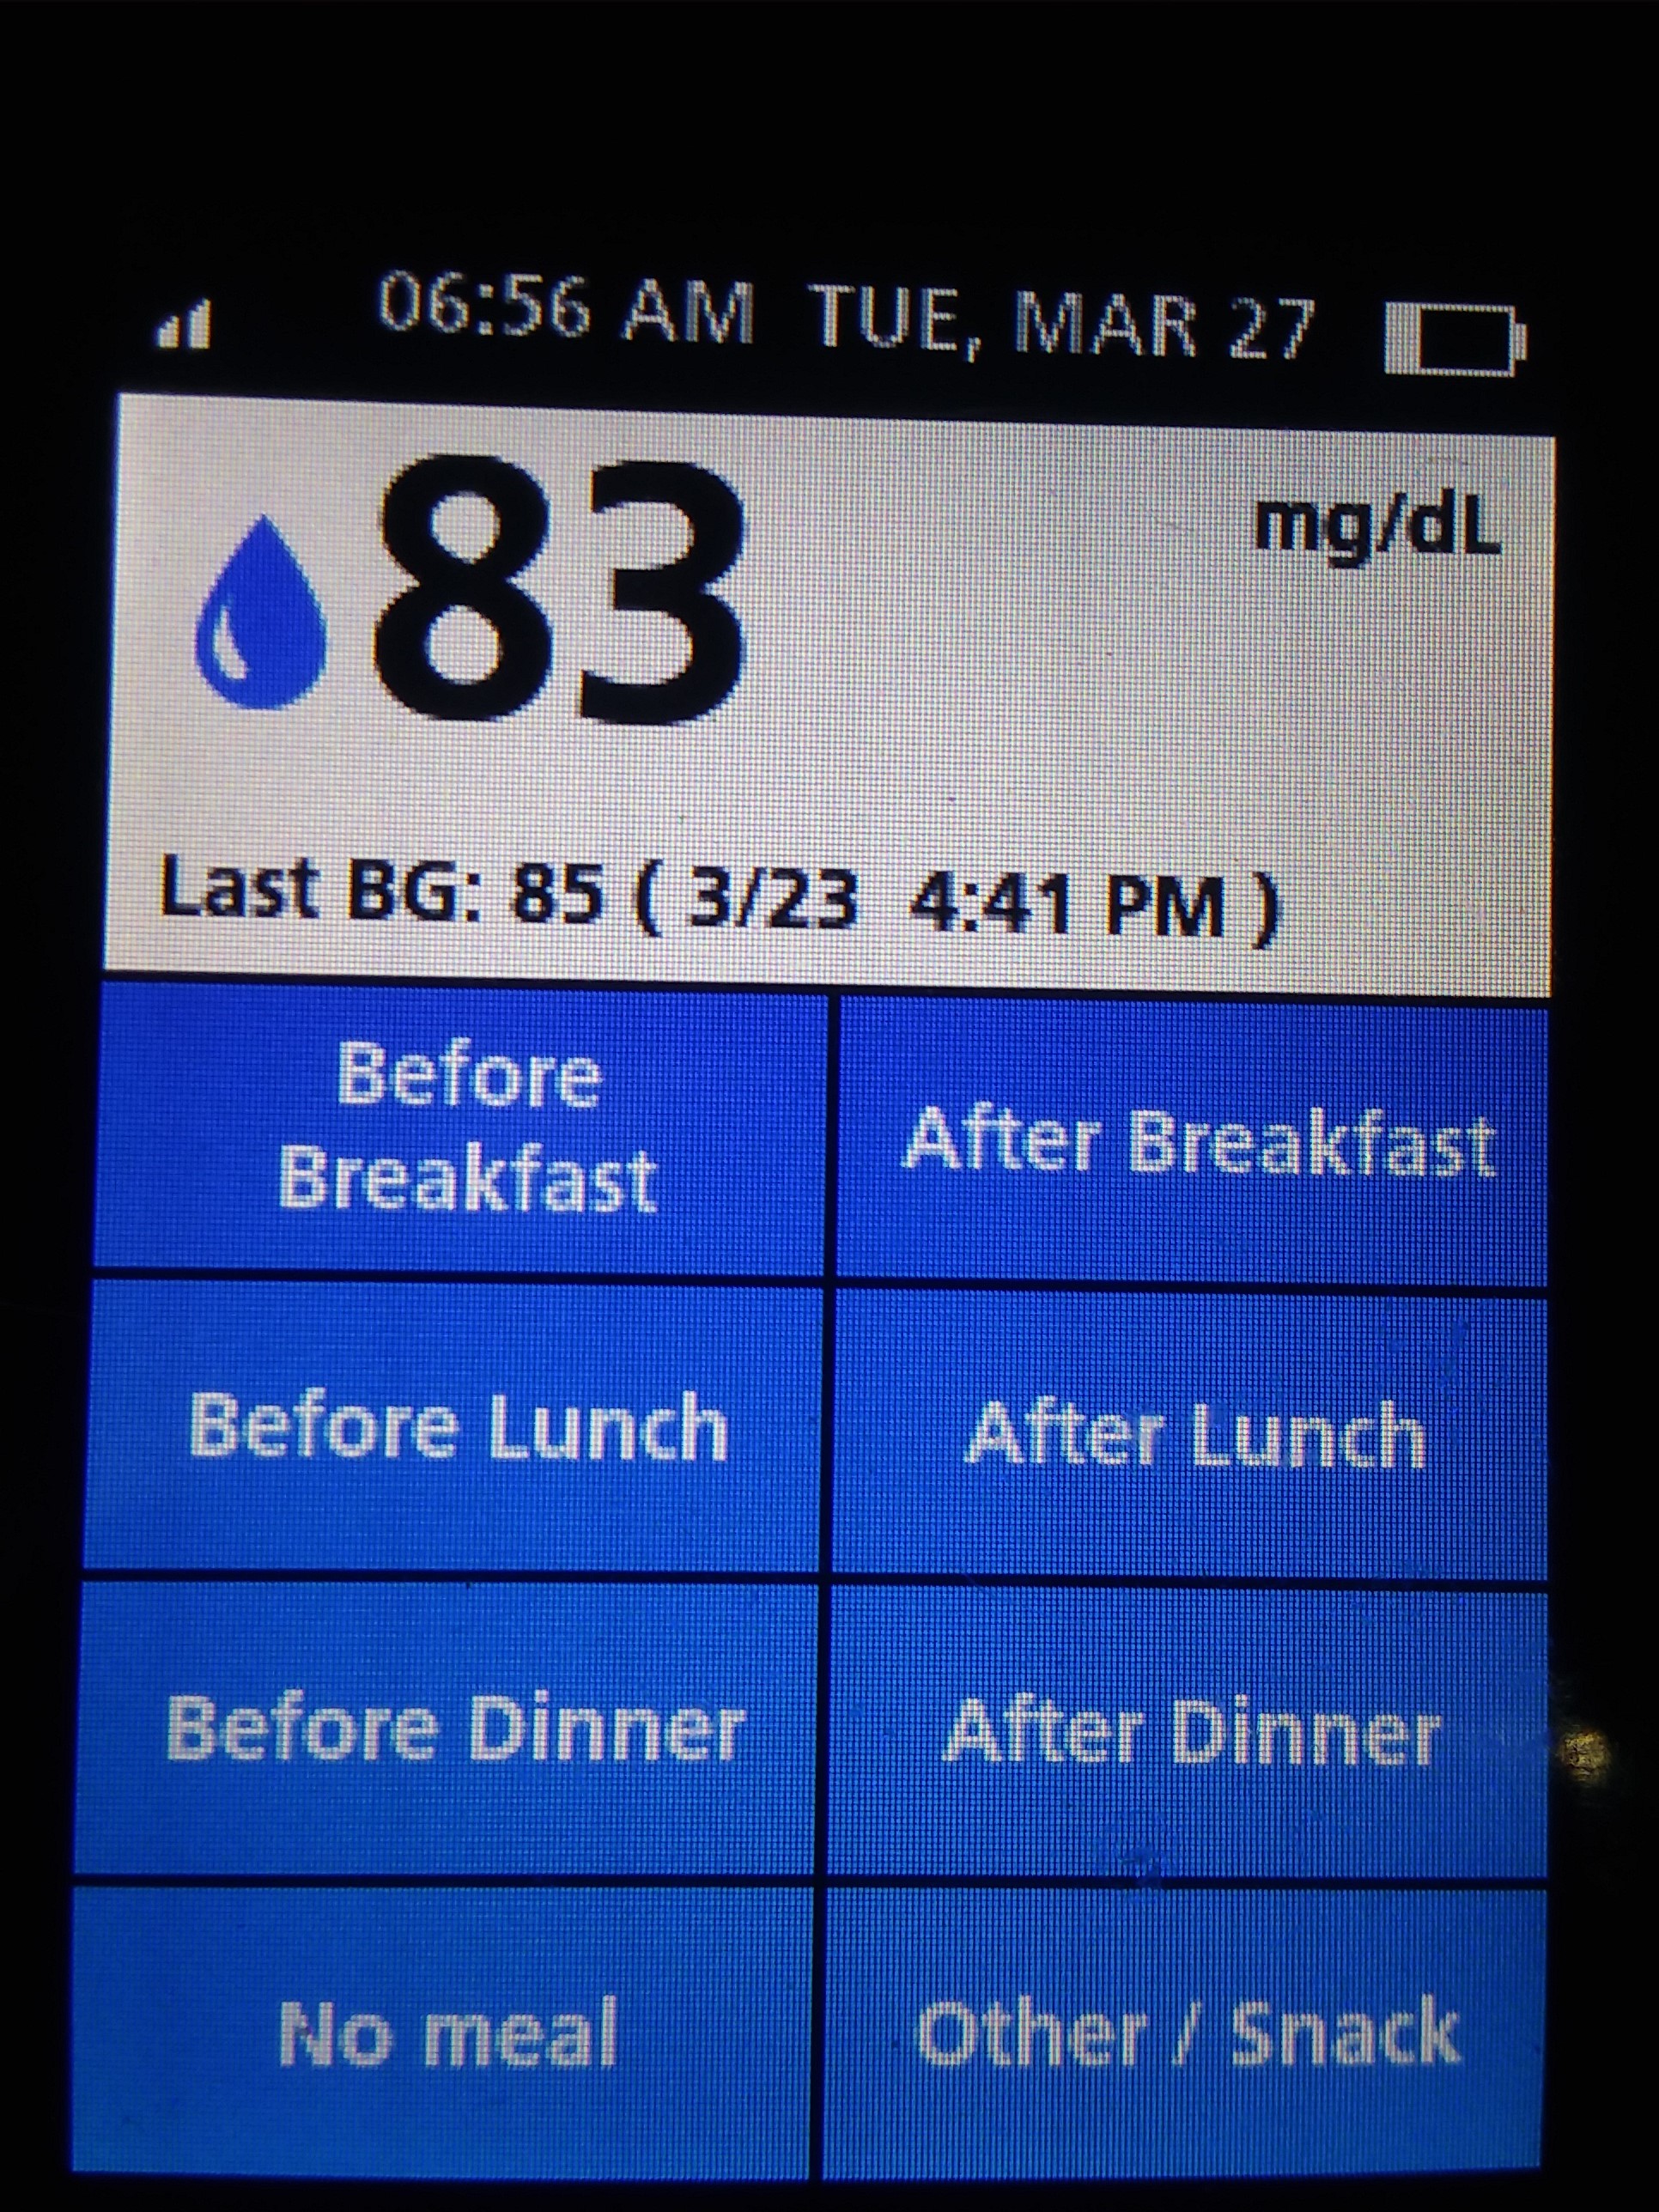 06:56 AM TUE, MAR 27
83 mg/dL
Last BG: 85 ( 3/23 4:41 PM )
Before
Breakfast
After Breakfast
Before Lunch
After Lunch
Before Dinner
After Dinner
No meal
Other / Snack